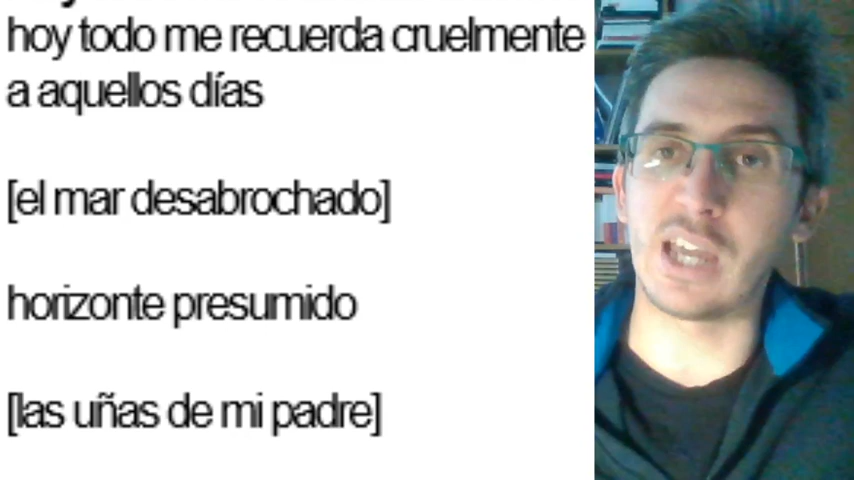 hoy todo me recuerda cruelmente
a aquellos días
[el mar desabrochado]
horizonte presumido
[las uñas de mi padre]